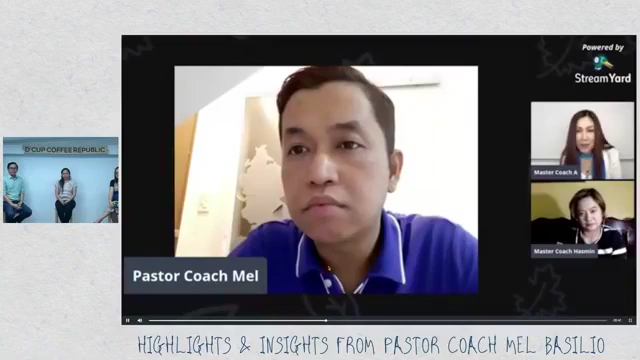 Powered by
StreamYard
CUP COFFEE REPUBLIC
Master Coach A
Master Coach Hasmin
Pastor Coach Mel
HIGHLIGHTS & INSIGHTS FROM PASTOR COACH MEL BASILIO